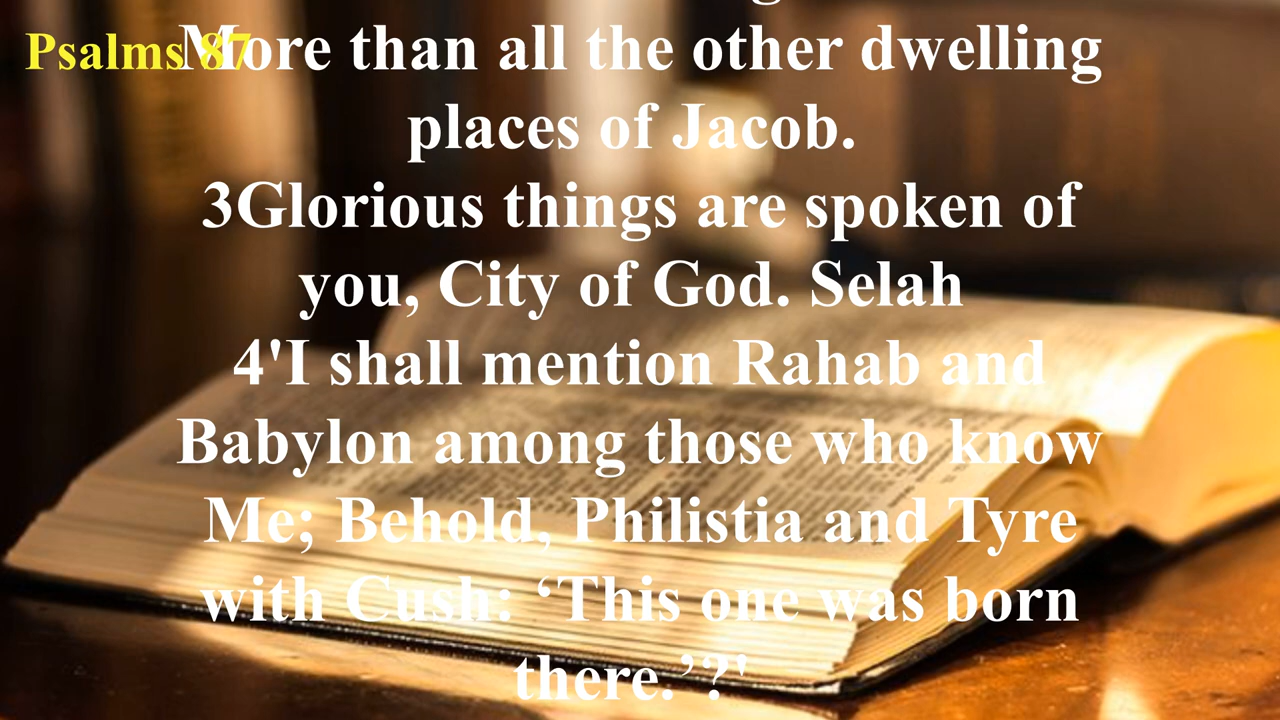 Psalms 87
More than all the other dwelling
places of Jacob.
3Glorious things are spoken of
you, City of God. Selah
4'I shall mention Rahab and
Babylon among those who know
Me; Behold, Philistia and Tyre
with Cush: ‘This one was born
there.’?'